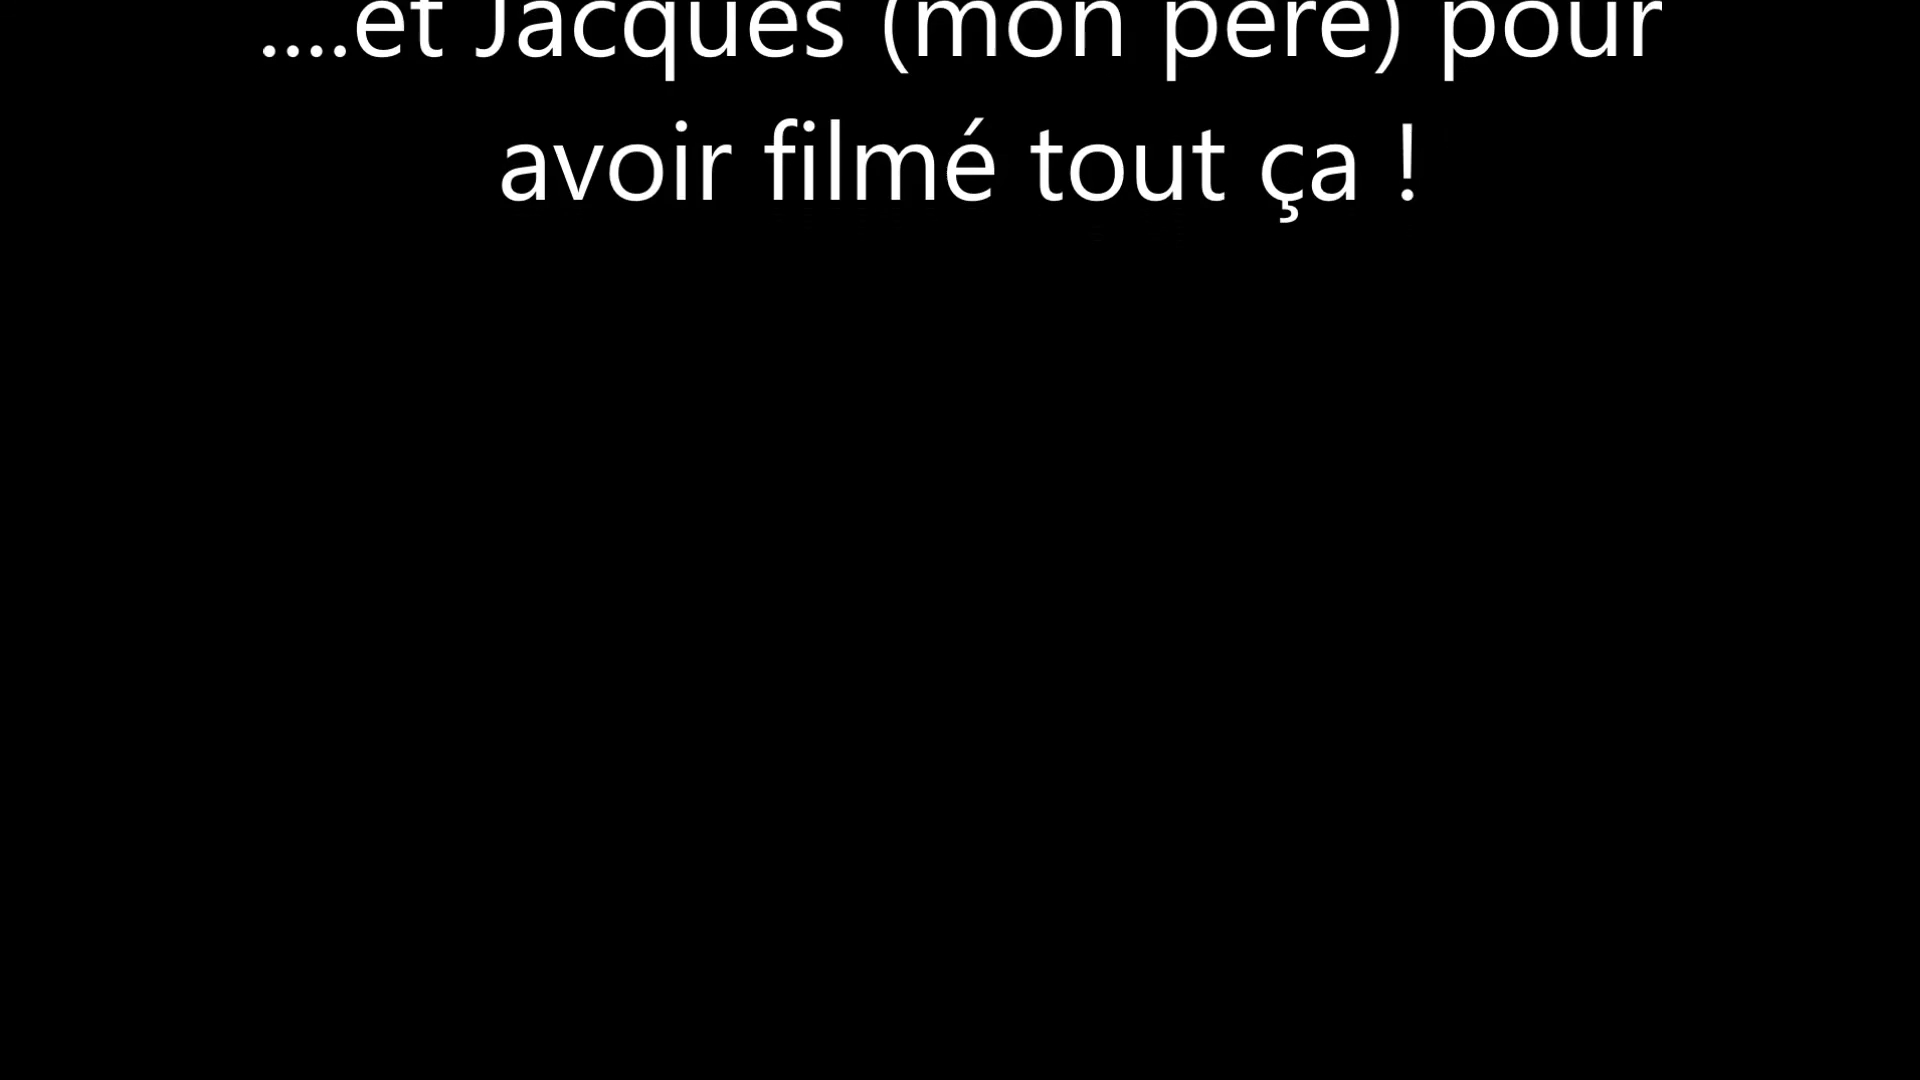 ....et Jacques (mon père) pour
avoir filmé tout ça !